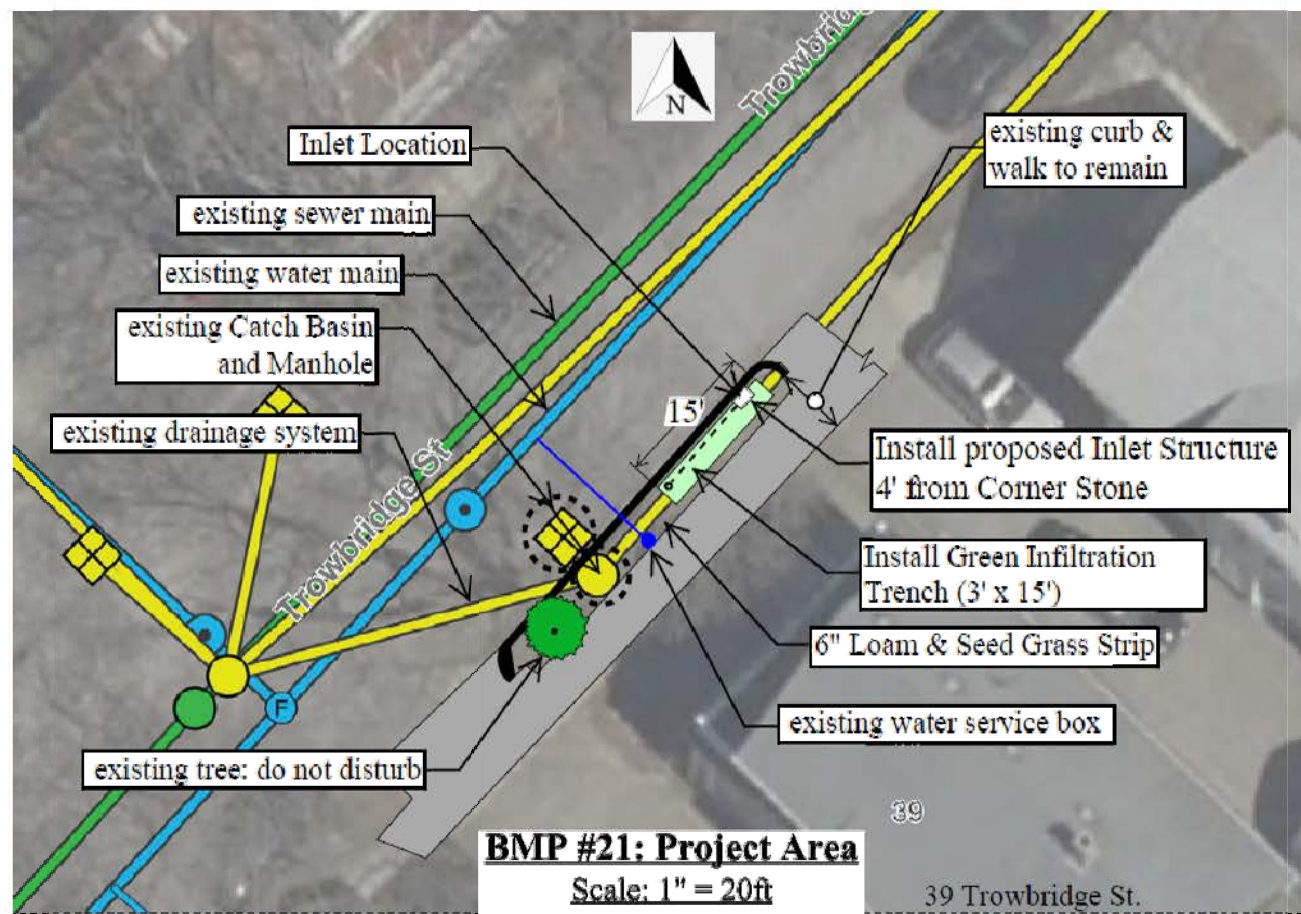 Trowbridge
N
Inlet Location
existing curb &
walk to remain
existing sewer main
existing water main
existing Catch Basin
and Manhole
15'
existing drainage system
Install proposed Inlet Structure
4' from Corner Stone
Trowbridge St
Install Green Infiltration
Trench (3' x 15')
6" Loam & Seed Grass Strip
F
existing water service box
existing tree: do not disturb
39
BMP #21: Project Area
Scale: 1" = 20ft
39 Trowbridge St.